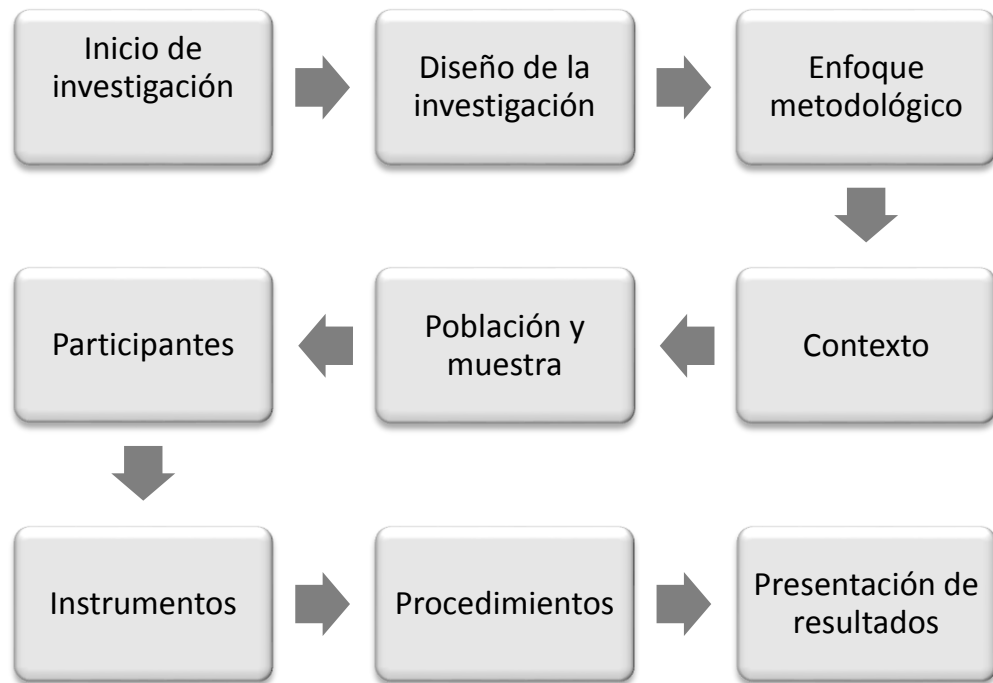 Inicio de
investigación
Diseño de la
investigación
Enfoque
metodológico
Contexto
Población y
muestra
Participantes
Instrumentos
Procedimientos
Presentación de
resultados